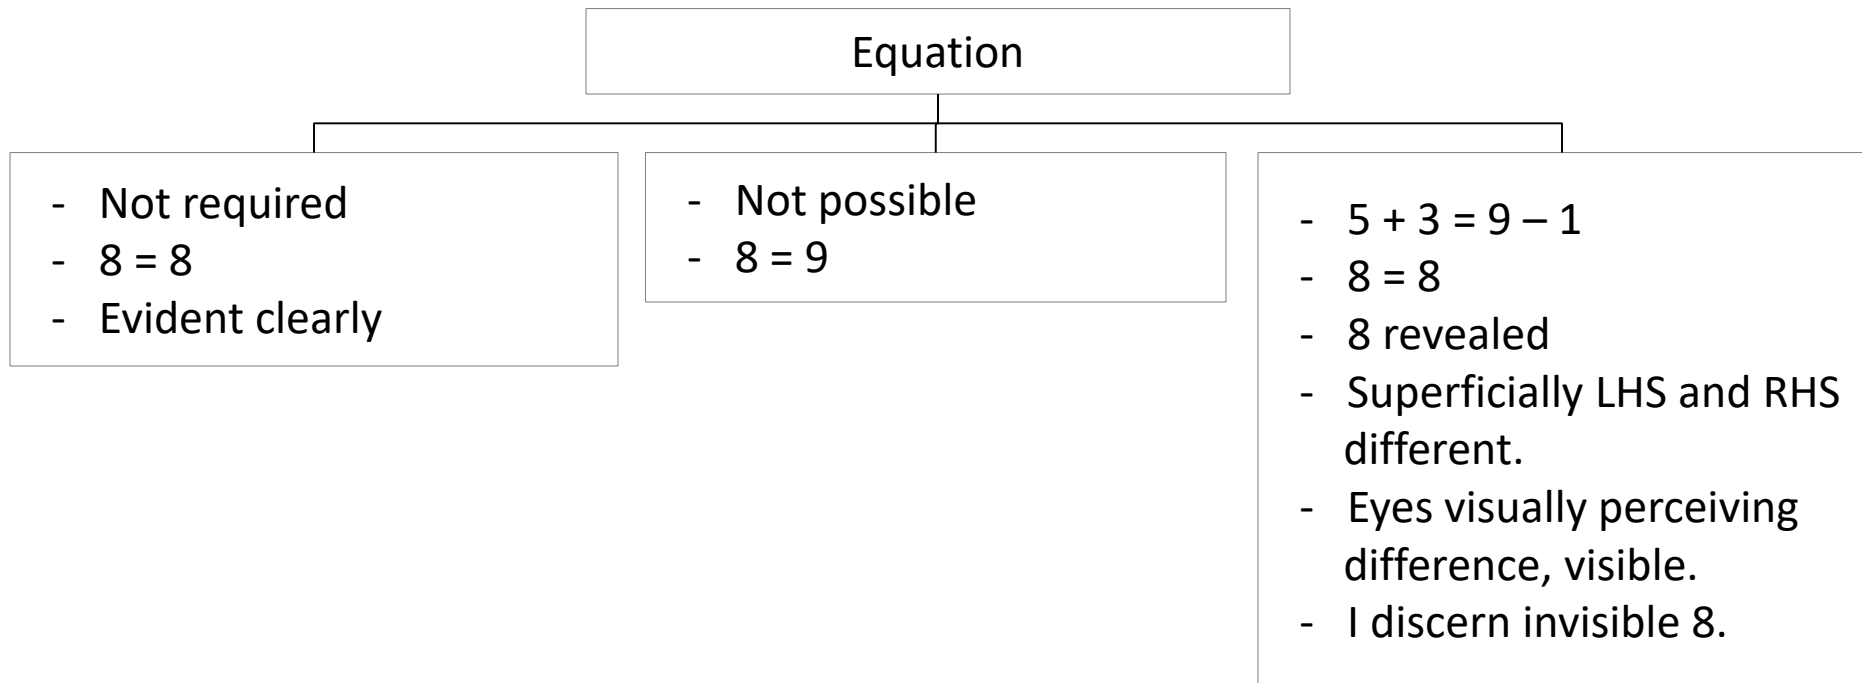 Equation
- Not required
- 8 = 8
- Evident clearly
- Not possible
- 8 = 9
- 5 + 3 = 9 – 1
- 8 = 8
- 8 revealed
- Superficially LHS and RHS
different.
- Eyes visually perceiving
difference, visible.
- I discern invisible 8.